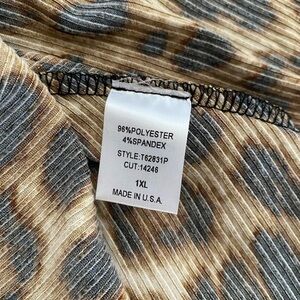 96%POLYESTER
4%SPANDEX
STYLE:T62831P
CUT:14246
1XL
MADE IN U.S.A.